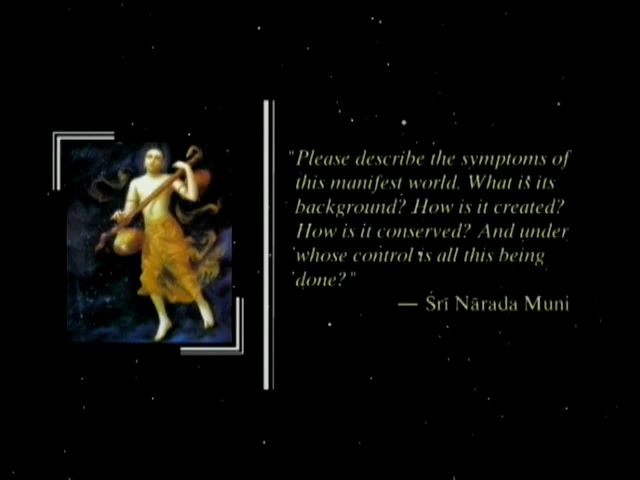 "Please describe the symptoms of
this manifest world. What is its
background? How is it created?
How is it conserved? And under
whose control is all this being
done?"
— Śrī Nārada Muni